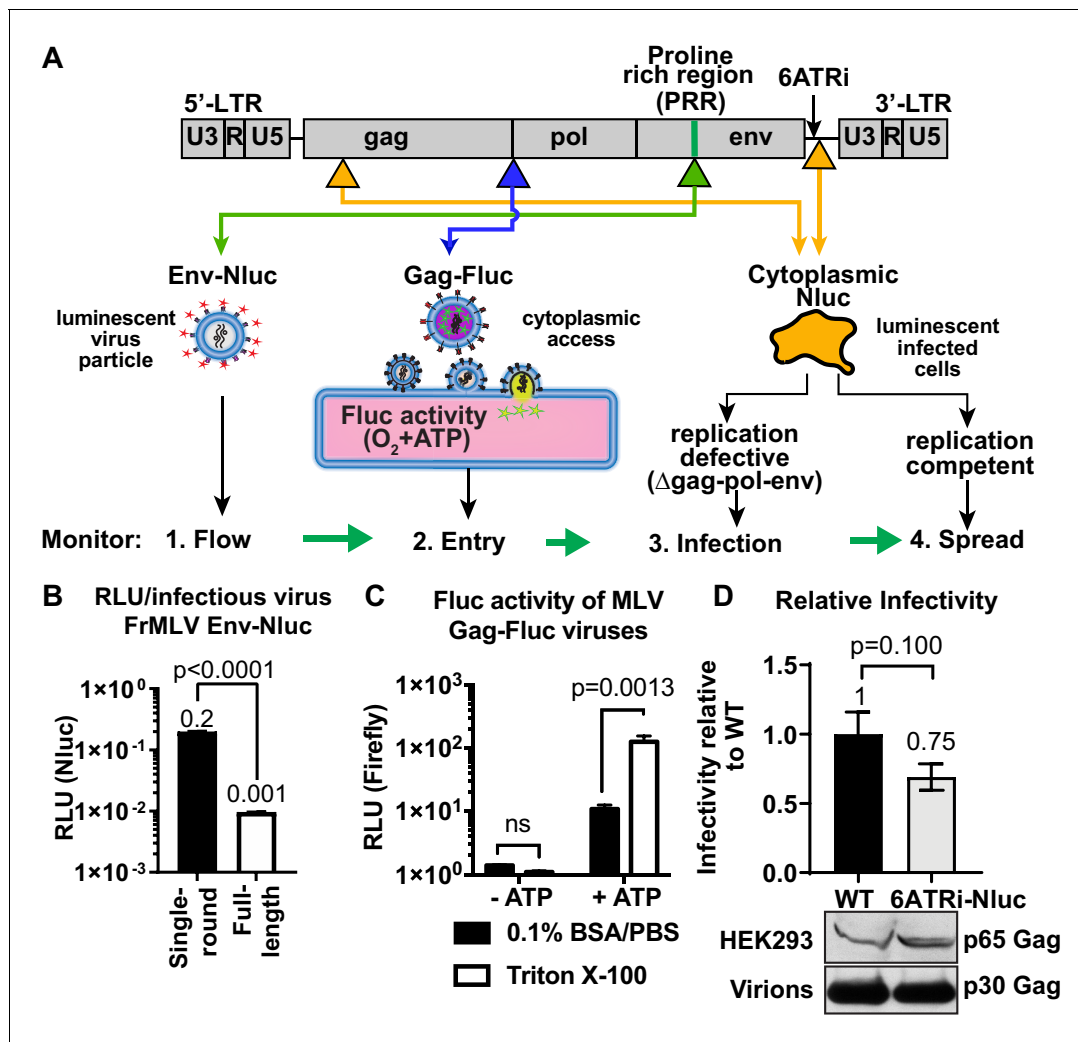 A
Proline
rich region
(PRR)
6ATRi
5’-LTR
3’-LTR
U3 R U5
gag
pol
env
U3 R U5
Env-Nluc
Gag-Fluc
Cytoplasmic
Nluc
luminescent
virus
particle
cytoplasmic
access
luminescent
infected
cells
Fluc activity
(O2+ATP)
replication
defective
(Δgag-pol-env)
replication
competent
Monitor: 1. Flow
2. Entry
3. Infection
4. Spread
B
RLU/infectious virus
FrMLV Env-Nluc
p<0.0001
RLU (Nluc)
1×10^0
1×10^-1
1×10^-2
1×10^-3
0.2
0.001
Single-
round
Full-
length
C
Fluc activity of MLV
Gag-Fluc viruses
RLU (Firefly)
1×10^3
1×10^2
1×10^1
1×10^0
ns
p=0.0013
- ATP
+ ATP
0.1% BSA/PBS
Triton X-100
D
Relative Infectivity
p=0.100
Infectivity relative
to WT
1.5
1.0
0.5
0.0
1
0.75
WT
6ATRi-Nluc
HEK293
p65 Gag
Virions
p30 Gag